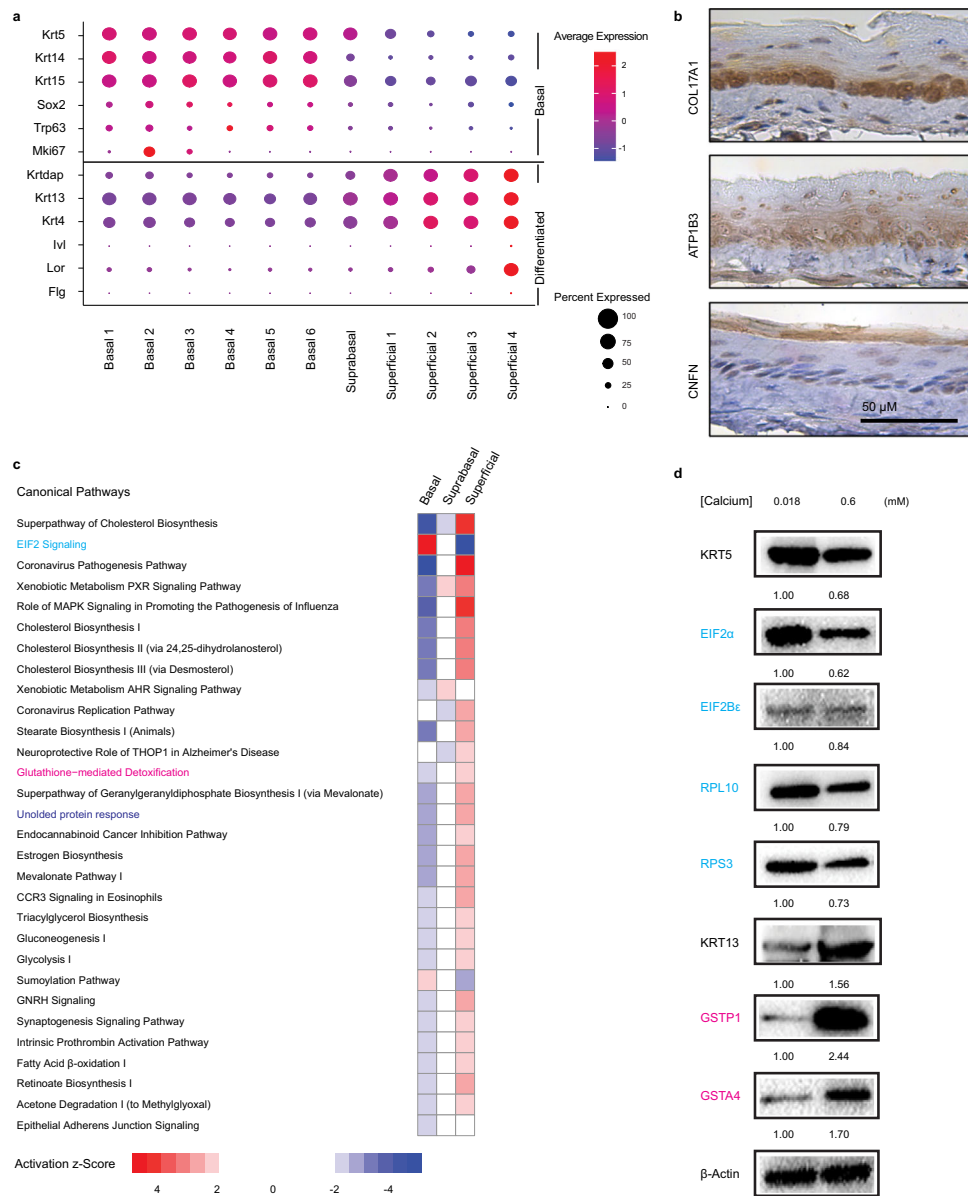 a
Krt5
Krt14
Krt15
Sox2
Trp63
Mki67
Krtdap
Krt13
Krt4
Ivl
Lor
Flg
Basal
Differentiated
Basal 1
Basal 2
Basal 3
Basal 4
Basal 5
Basal 6
Suprabasal
Superficial 1
Superficial 2
Superficial 3
Superficial 4
Average Expression
2
1
0
-1
Percent Expressed
100
75
50
25
0
b
COL17A1
ATP1B3
CNFN
50 µM
c
Canonical Pathways
Basal
Suprabasal
Superficial
Superpathway of Cholesterol Biosynthesis
EIF2 Signaling
Coronavirus Pathogenesis Pathway
Xenobiotic Metabolism PXR Signaling Pathway
Role of MAPK Signaling in Promoting the Pathogenesis of Influenza
Cholesterol Biosynthesis I
Cholesterol Biosynthesis II (via 24,25-dihydrolanosterol)
Cholesterol Biosynthesis III (via Desmosterol)
Xenobiotic Metabolism AHR Signaling Pathway
Coronavirus Replication Pathway
Stearate Biosynthesis I (Animals)
Neuroprotective Role of THOP1 in Alzheimer's Disease
Glutathione−mediated Detoxification
Superpathway of Geranylgeranyldiphosphate Biosynthesis I (via Mevalonate)
Unolded protein response
Endocannabinoid Cancer Inhibition Pathway
Estrogen Biosynthesis
Mevalonate Pathway I
CCR3 Signaling in Eosinophils
Triacylglycerol Biosynthesis
Gluconeogenesis I
Glycolysis I
Sumoylation Pathway
GNRH Signaling
Synaptogenesis Signaling Pathway
Intrinsic Prothrombin Activation Pathway
Fatty Acid β-oxidation I
Retinoate Biosynthesis I
Acetone Degradation I (to Methylglyoxal)
Epithelial Adherens Junction Signaling
Activation z-Score
4 2 0 -2 -4
d
[Calcium] 0.018 0.6 (mM)
KRT5
1.00 0.68
EIF2α
1.00 0.62
EIF2Bε
1.00 0.84
RPL10
1.00 0.79
RPS3
1.00 0.73
KRT13
1.00 1.56
GSTP1
1.00 2.44
GSTA4
1.00 1.70
β-Actin